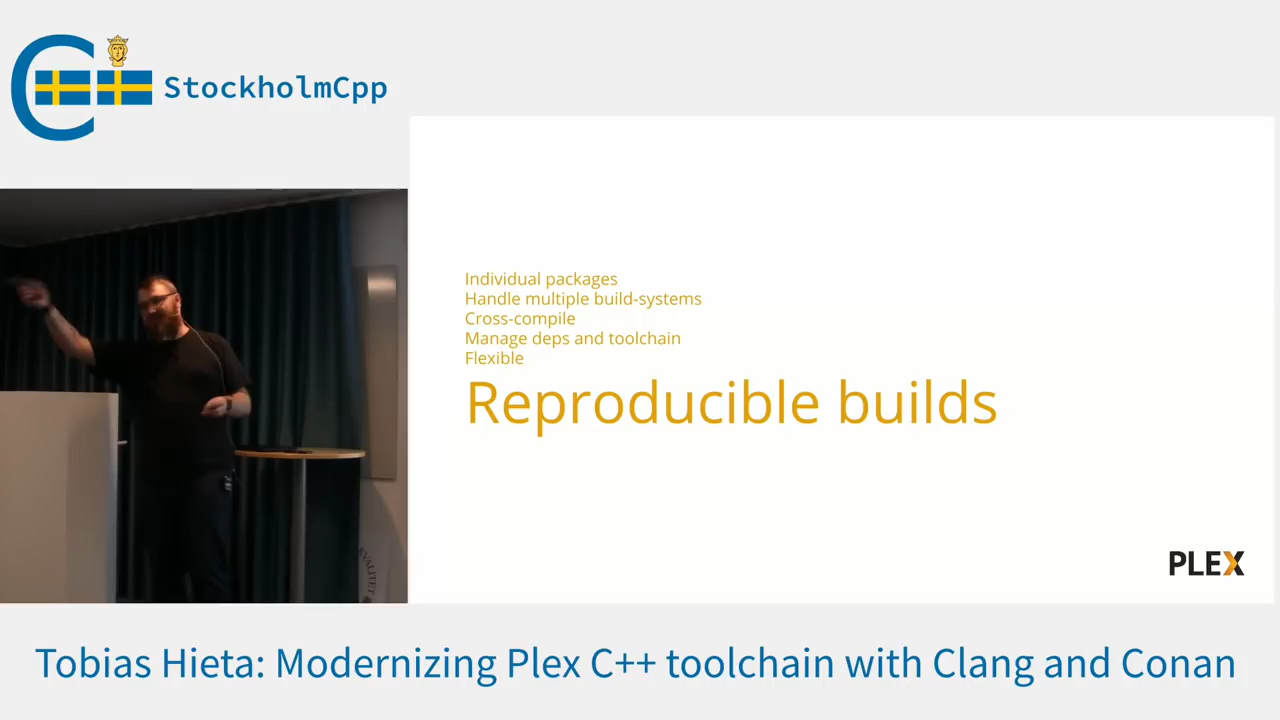 StockholmCpp
Individual packages
Handle multiple build-systems
Cross-compile
Manage deps and toolchain
Flexible
Reproducible builds
KVALITET
PLEX
Tobias Hieta: Modernizing Plex C++ toolchain with Clang and Conan